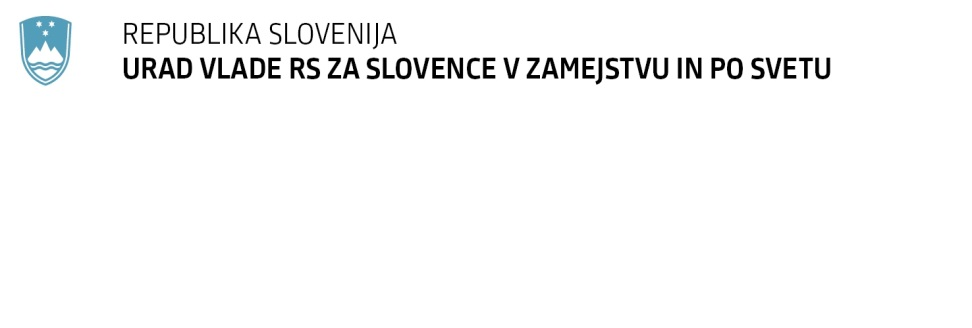 REPUBLIKA SLOVENIJA
URAD VLADE RS ZA SLOVENCE V ZAMEJSTVU IN PO SVETU